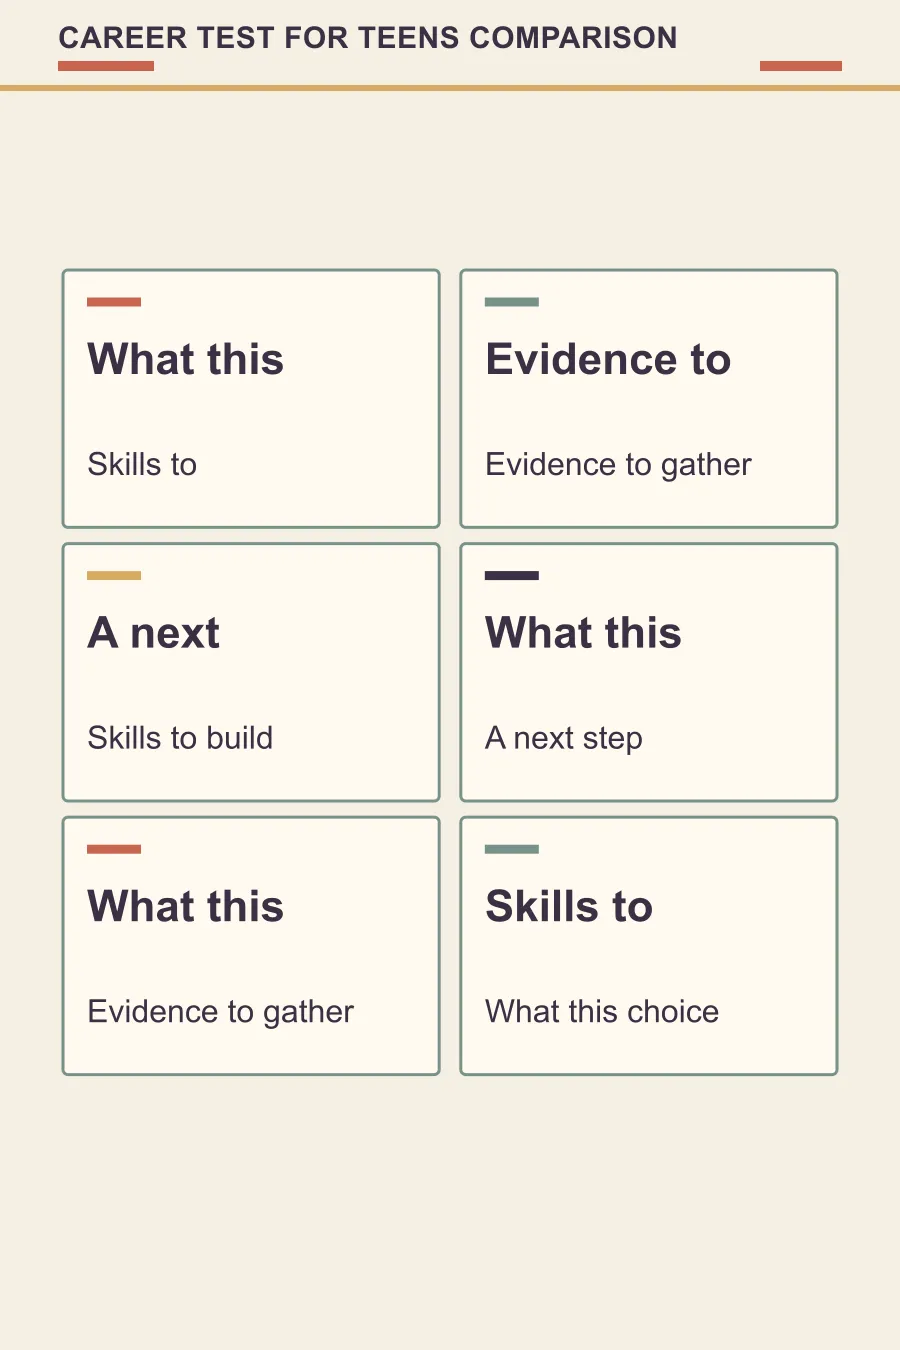 CAREER TEST FOR TEENS COMPARISON
What this
Skills to
Evidence to
Evidence to gather
A next
Skills to build
What this
A next step
What this
Evidence to gather
Skills to
What this choice